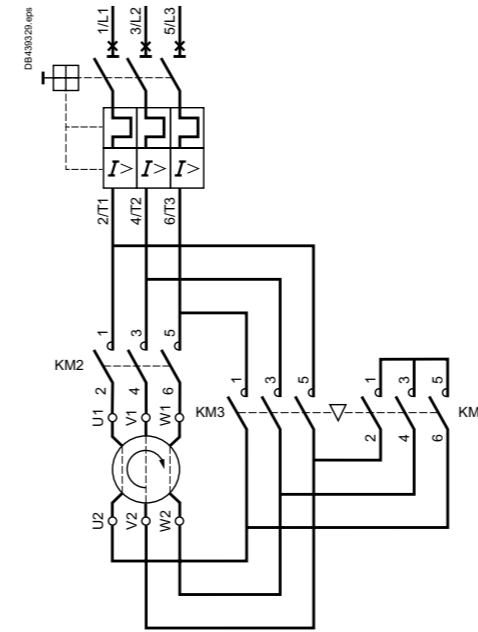 DB439329.eps
1/L1 3/L2 5/L3
I> I> I>
2/T1 4/T2 6/T3
1 3 5
KM2
2 4 6
U1 V1 W1
1 3 5
KM3
1 3 5
KM
2 4 6
U2 V2 W2